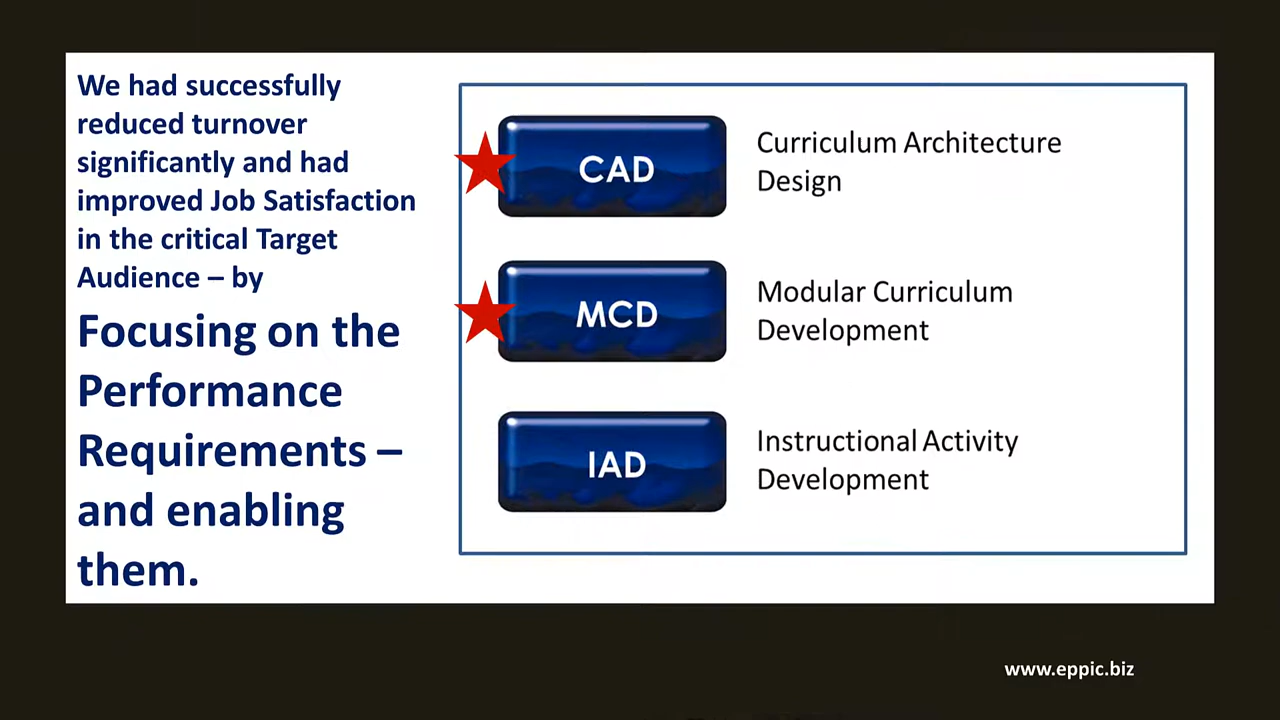 We had successfully
reduced turnover
significantly and had
improved Job Satisfaction
in the critical Target
Audience – by
Focusing on the
Performance
Requirements –
and enabling
them.
CAD
Curriculum Architecture
Design
MCD
Modular Curriculum
Development
IAD
Instructional Activity
Development
www.eppic.biz